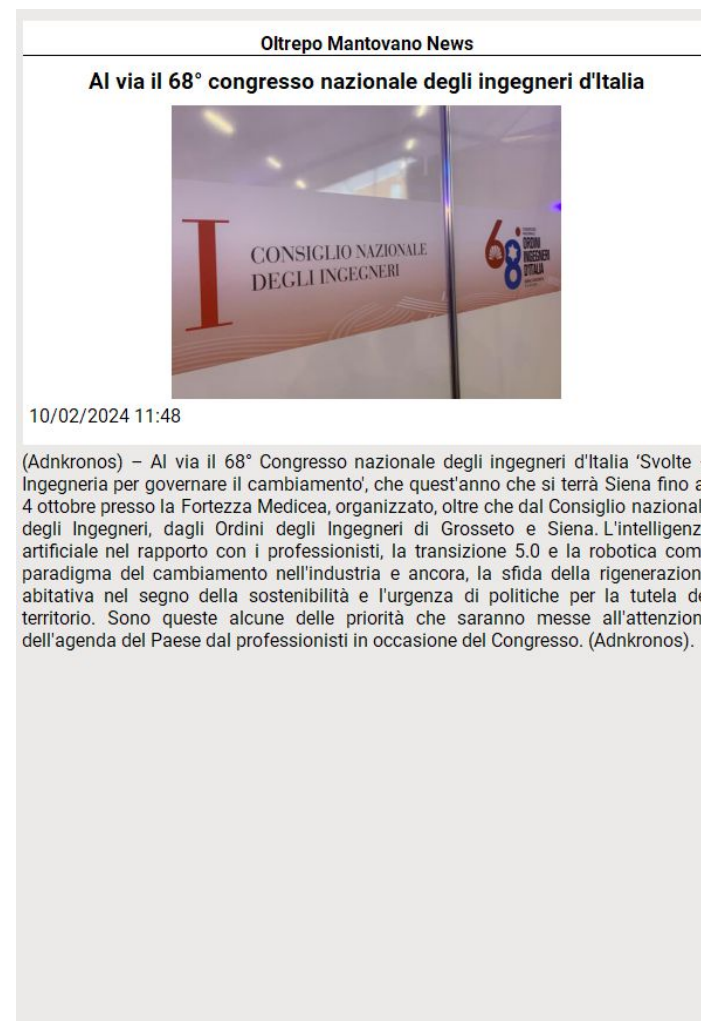 Oltrepo Mantovano News
Al via il 68° congresso nazionale degli ingegneri d'Italia
I
CONSIGLIO NAZIONALE
DEGLI INGEGNERI
68°
ORDINI
INGEGNERI
D'ITALIA
10/02/2024 11:48
(Adnkronos) – Al via il 68° Congresso nazionale degli ingegneri d'Italia ‘Svolte
Ingegneria per governare il cambiamento', che quest'anno che si terrà Siena fino a
4 ottobre presso la Fortezza Medicea, organizzato, oltre che dal Consiglio nazional
degli Ingegneri, dagli Ordini degli Ingegneri di Grosseto e Siena. L'intelligenz
artificiale nel rapporto con i professionisti, la transizione 5.0 e la robotica com
paradigma del cambiamento nell'industria e ancora, la sfida della rigenerazion
abitativa nel segno della sostenibilità e l'urgenza di politiche per la tutela de
territorio. Sono queste alcune delle priorità che saranno messe all'attenzion
dell'agenda del Paese dal professionisti in occasione del Congresso. (Adnkronos).